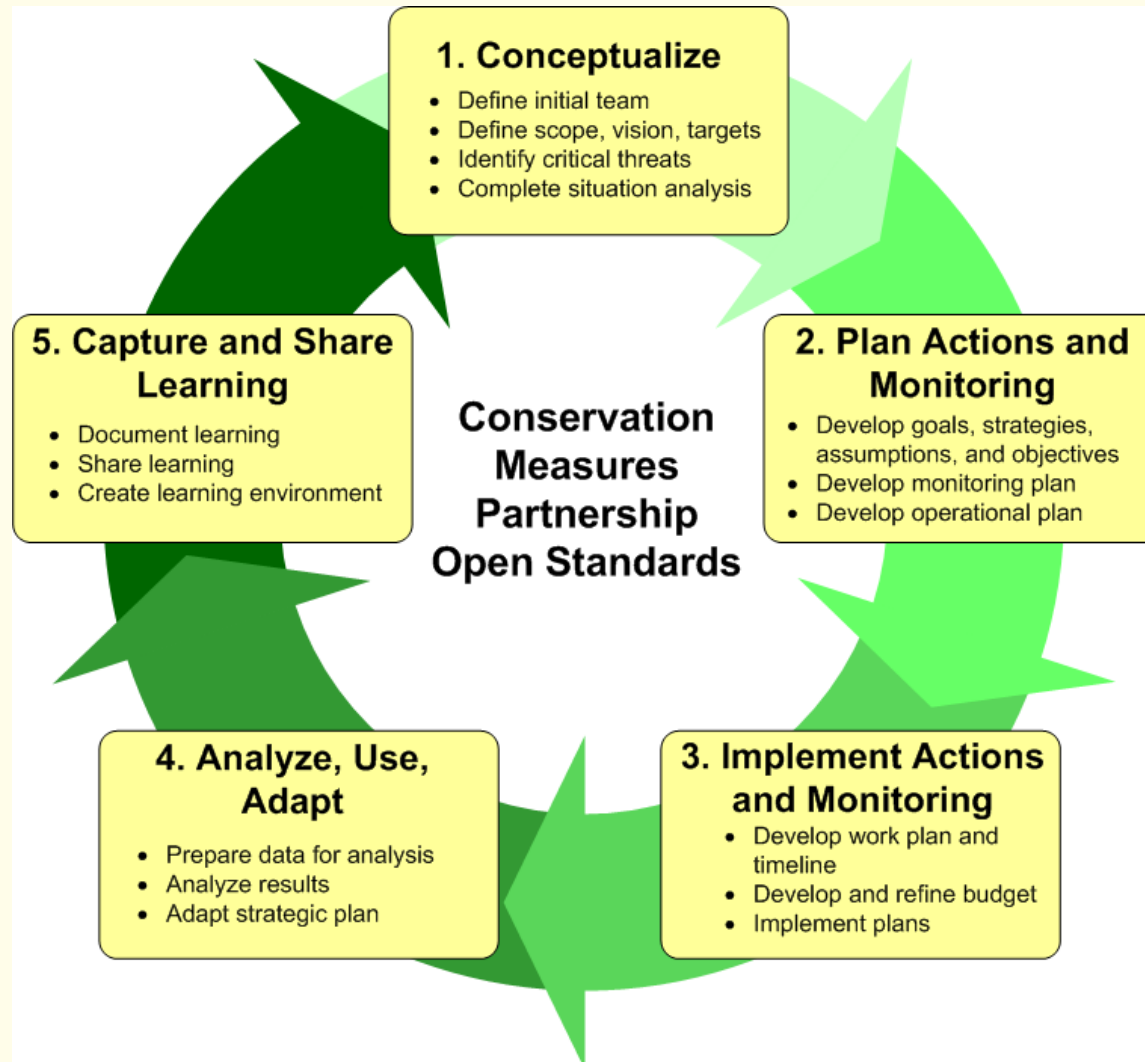 1. Conceptualize
• Define initial team
• Define scope, vision, targets
• Identify critical threats
• Complete situation analysis
2. Plan Actions and
Monitoring
• Develop goals, strategies,
assumptions, and objectives
• Develop monitoring plan
• Develop operational plan
3. Implement Actions
and Monitoring
• Develop work plan and
timeline
• Develop and refine budget
• Implement plans
4. Analyze, Use,
Adapt
• Prepare data for analysis
• Analyze results
• Adapt strategic plan
5. Capture and Share
Learning
• Document learning
• Share learning
• Create learning environment
Conservation
Measures
Partnership
Open Standards